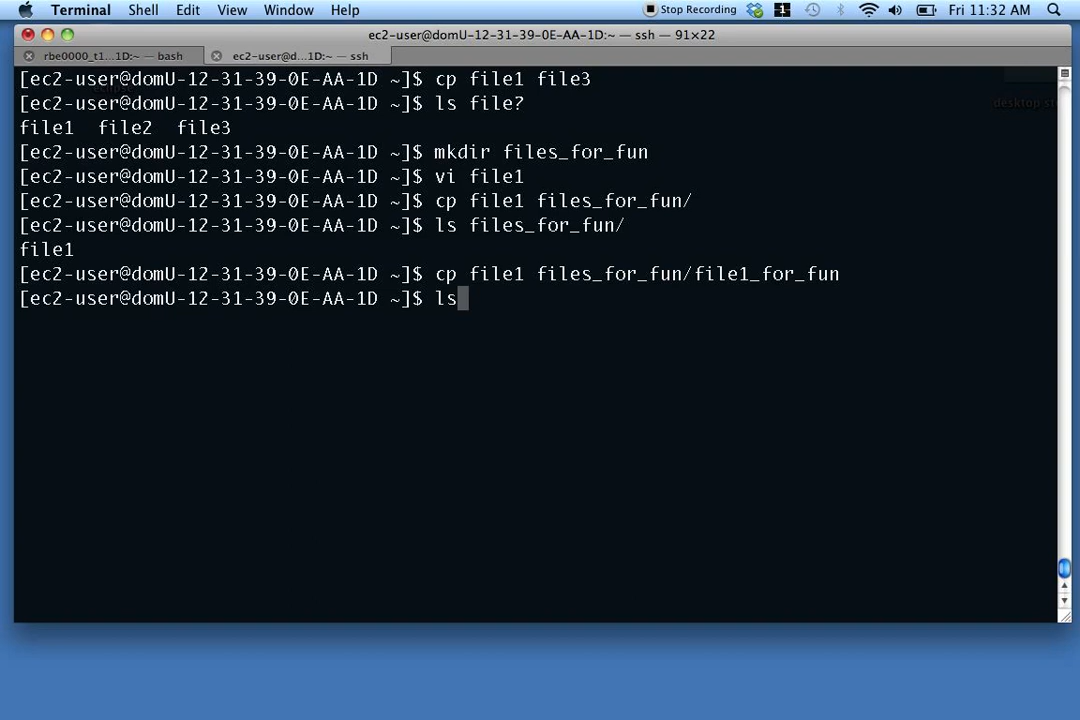 Terminal Shell Edit View Window Help Stop Recording 1 Fri 11:32 AM
ec2-user@domU-12-31-39-0E-AA-1D:~ — ssh — 91×22
rbe0000_t1...1D:~ — bash ec2-user@d...1D:~ — ssh
[ec2-user@domU-12-31-39-0E-AA-1D ~]$ cp file1 file3
[ec2-user@domU-12-31-39-0E-AA-1D ~]$ ls file?
file1 file2 file3
[ec2-user@domU-12-31-39-0E-AA-1D ~]$ mkdir files_for_fun
[ec2-user@domU-12-31-39-0E-AA-1D ~]$ vi file1
[ec2-user@domU-12-31-39-0E-AA-1D ~]$ cp file1 files_for_fun/
[ec2-user@domU-12-31-39-0E-AA-1D ~]$ ls files_for_fun/
file1
[ec2-user@domU-12-31-39-0E-AA-1D ~]$ cp file1 files_for_fun/file1_for_fun
[ec2-user@domU-12-31-39-0E-AA-1D ~]$ ls